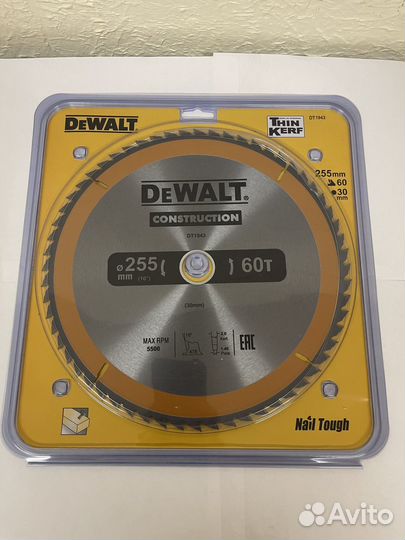 DEWALT
DT1943
THIN
KERF
255mm
60
30
mm
DEWALT
CONSTRUCTION
DT1943
ø 255
mm (10")
60T
(30mm)
MAX RPM
5500
EAC
Nail Tough
Avito